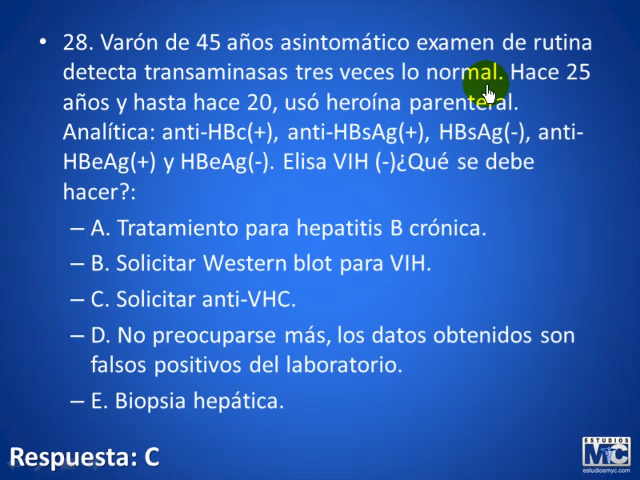 • 28. Varón de 45 años asintomático examen de rutina
detecta transaminasas tres veces lo normal. Hace 25
años y hasta hace 20, usó heroína parenteral.
Analítica: anti-HBc(+), anti-HBsAg(+), HBsAg(-), anti-
HBeAg(+) y HBeAg(-). Elisa VIH (-)¿Qué se debe
hacer?:
– A. Tratamiento para hepatitis B crónica.
– B. Solicitar Western blot para VIH.
– C. Solicitar anti-VHC.
– D. No preocuparse más, los datos obtenidos son
falsos positivos del laboratorio.
– E. Biopsia hepática.
Respuesta: C
ESTUDIOS
MyC
estudiosmyc.com